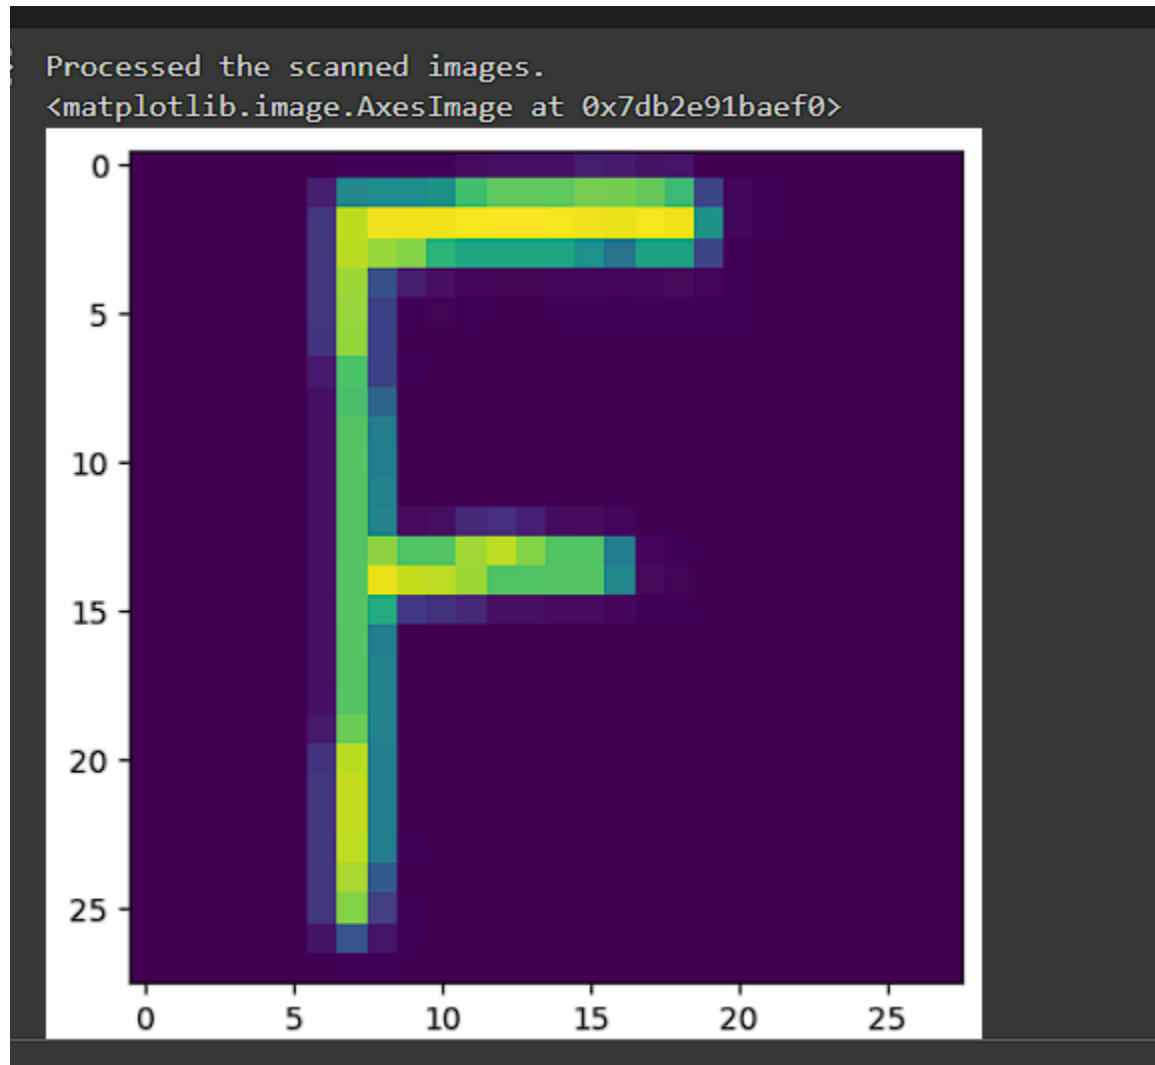 Processed the scanned images.
<matplotlib.image.AxesImage at 0x7db2e91baef0>
0
5
10
15
20
25
F
0 5 10 15 20 25